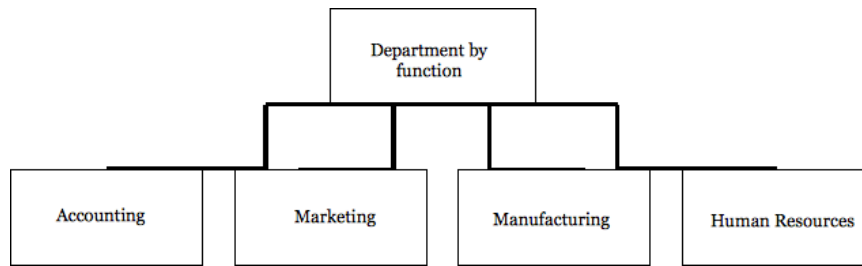 Department by
function
Accounting
Marketing
Manufacturing
Human Resources